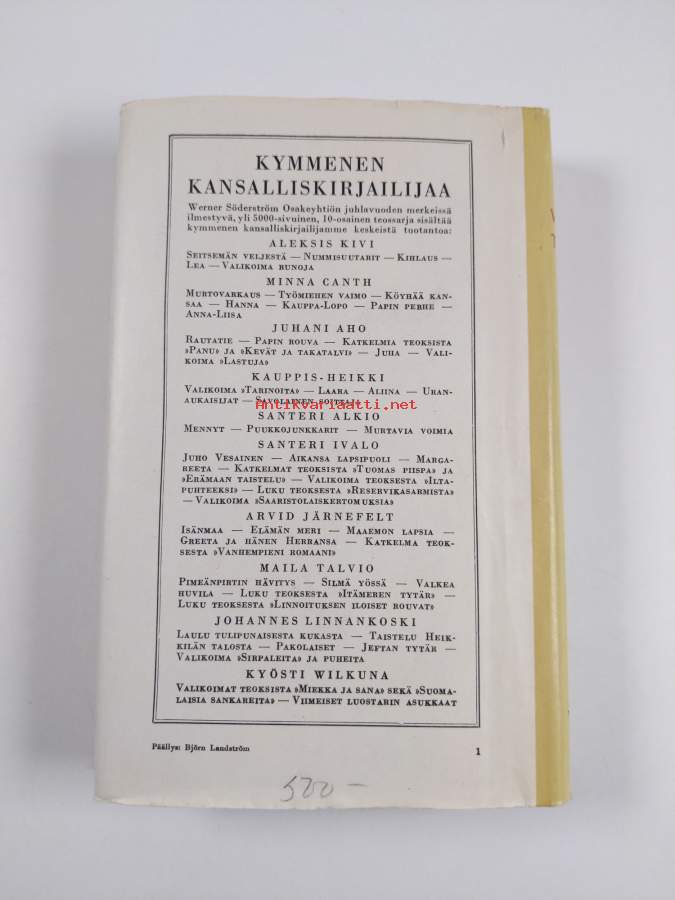 KYMMENEN
KANSALLISKIRJAILIJAA
Werner Söderström Osakeyhtiön juhlavuoden merkeissä
ilmestyvä, yli 5000-sivuinen, 10-osainen teossarja sisältää
kymmenen kansalliskirjailijamme keskeistä tuotantoa:
ALEKSIS KIVI
Seitsemän veljestä — Nummisuutarit — Kihlaus —
Lea — Valikoima runoja
MINNA CANTH
Murtovarkaus — Työmiehen vaimo — Köyhää kan-
saa — Hanna — Kauppa-Lopo — Papin perhe —
Anna-Liisa
JUHANI AHO
Rautatie — Papin rouva — Katkelmia teoksista
»Panu» ja »Kevät ja takatalvi» — Juha — Vali-
koima »Lastuja»
KAUPPIS-HEIKKI
Valikoima »Tarinoita» — Laara — Aliina — Uran-
aukaisijat — Savolainen soittaja
Antikvariaatti.net
SANTERI ALKIO
Mennyt — Puukkojunkkarit — Murtavia voimia
SANTERI IVALO
Juho Vesainen — Aikansa lapsipuoli — Marga-
reeta — Katkelmat teoksista »Tuomas piispa» ja
»Erämaan taistelu» — Valikoima teoksesta »Ilta-
puhteeksi» — Luku teoksesta »Reservikasarmista»
— Valikoima »Saaristolaiskertomuksia»
ARVID JÄRNEFELT
Isänmaa — Elämän meri — Maaemon lapsia —
Greeta ja hänen Herransa — Katkelma teok-
sesta »Vanhempieni romaani»
MAILA TALVIO
Pimeänpirtin hävitys — Silmä yössä — Valkea
huvila — Luku teoksesta »Itämeren tytär» —
Luku teoksesta »Linnoituksen iloiset rouvat»
JOHANNES LINNANKOSKI
Laulu tulipunaisesta kukasta — Taistelu Heik-
kilän talosta — Pakolaiset — Jeftan tytär —
Valikoima »Sirpaleita» ja puheita
KYÖSTI WILKUNA
Valikoimat teoksista »Miekka ja sana» sekä »Suoma-
laisia sankareita» — Viimeiset luostarin asukkaat
Päällys: Björn Landström
1
500 —